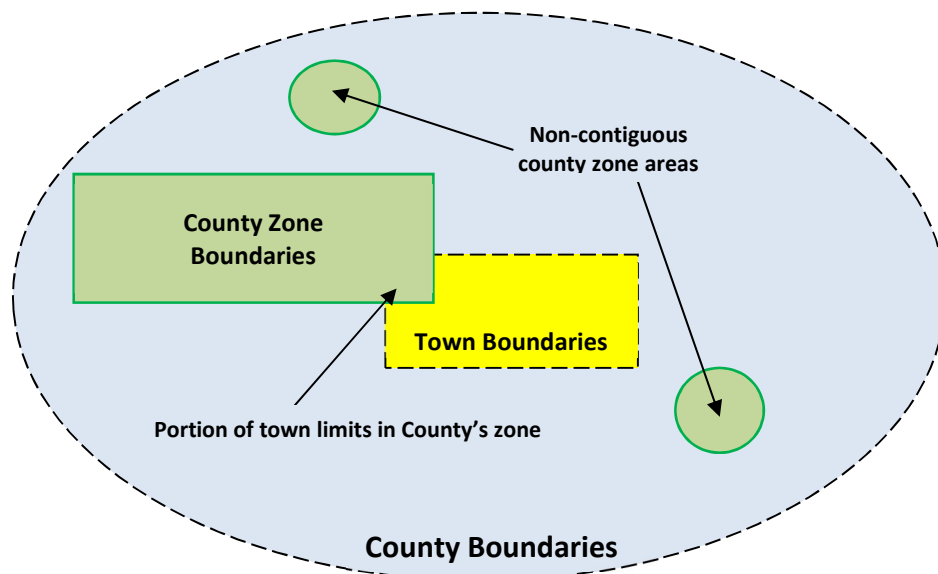 Non-contiguous
county zone areas
County Zone
Boundaries
Town Boundaries
Portion of town limits in County’s zone
County Boundaries